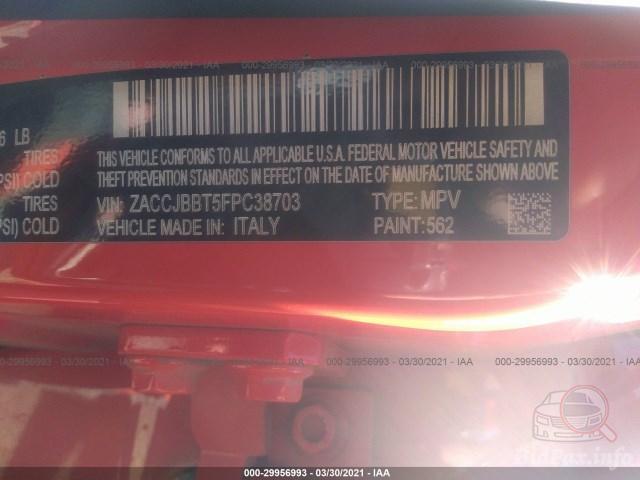 000-29956993 - 03/30/2021 - IAA 000-29956993 - 03/30/2021 - IAA
6 LB
TIRES THIS VEHICLE CONFORMS TO ALL APPLICABLE U.S.A. FEDERAL MOTOR VEHICLE SAFETY AND
PSI) COLD THEFT PREVENTION STANDARDS IN EFFECT ON THE DATE OF MANUFACTURE SHOWN ABOVE.
TIRES VIN: ZACCJBBT5FPC38703 TYPE: MPV
PSI) COLD VEHICLE MADE IN: ITALY PAINT: 562
000-29956993 - 03/30/2021 - IAA 000-29956993 - 03/30/2021 - IAA
BidFax.info
000-29956993 - 03/30/2021 - IAA